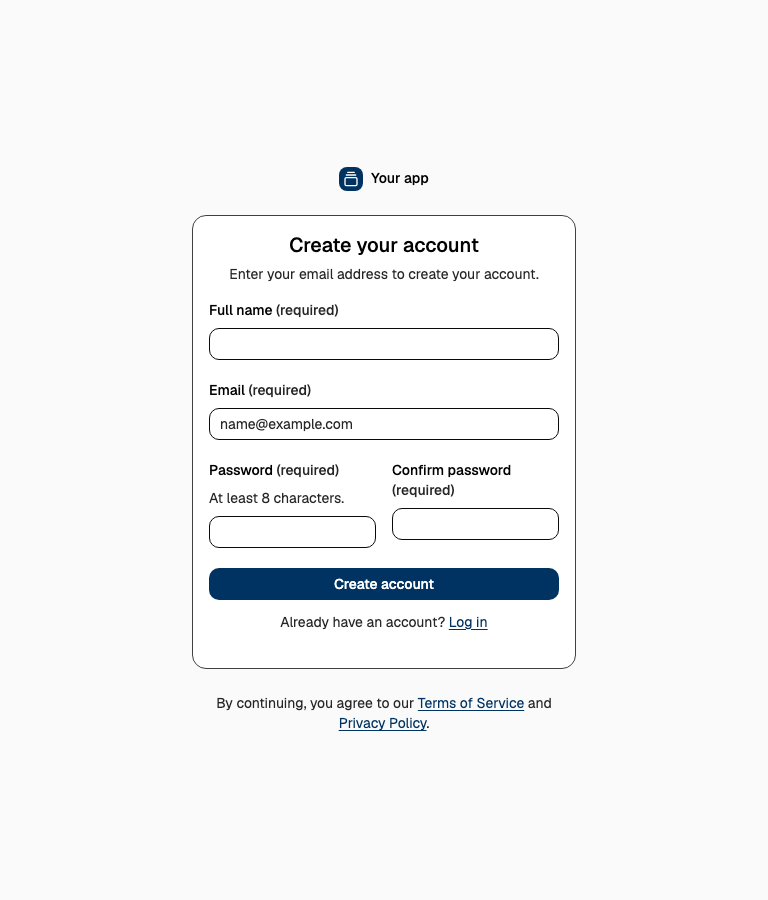 Your app
Create your account
Enter your email address to create your account.
Full name (required)
Email (required)
name@example.com
Password (required)
At least 8 characters.
Confirm password
(required)
Create account
Already have an account? Log in
By continuing, you agree to our Terms of Service and
Privacy Policy.